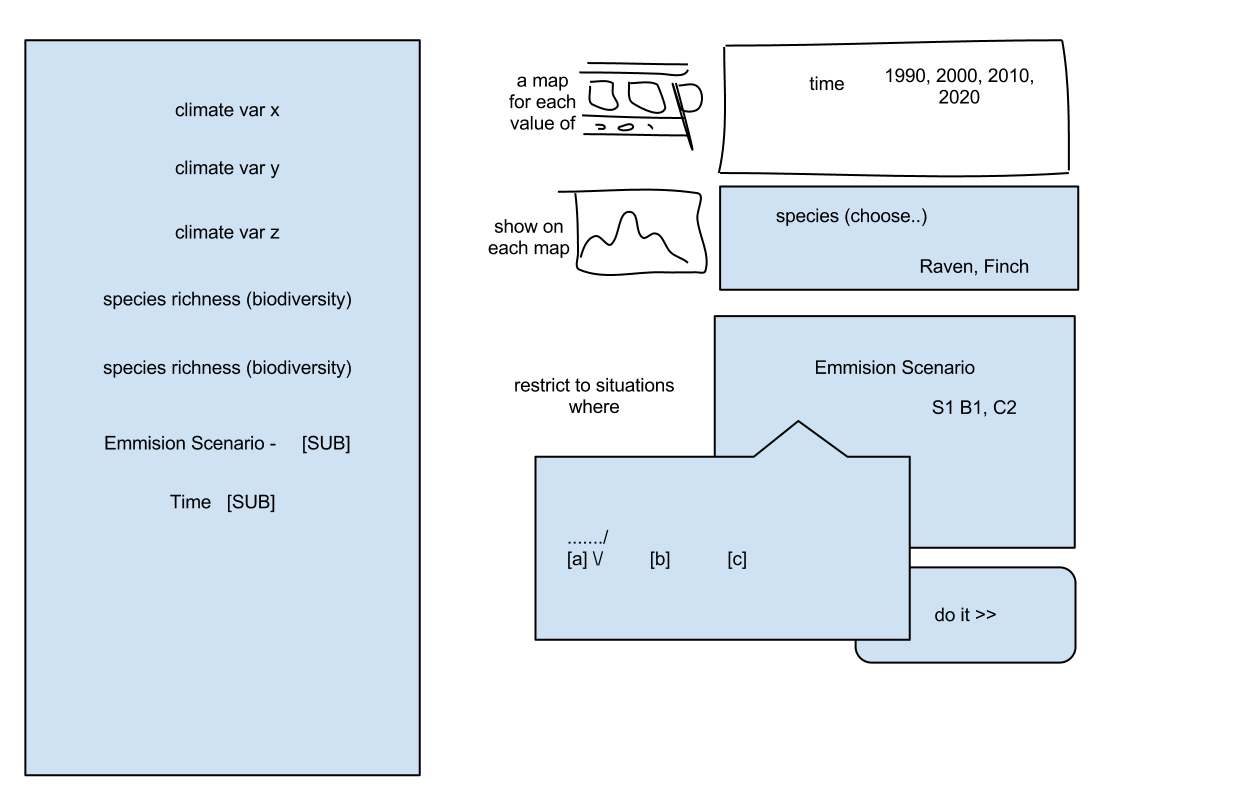 climate var x
climate var y
climate var z
species richness (biodiversity)
species richness (biodiversity)
Emmision Scenario - [SUB]
Time [SUB]
a map
for each
value of
time
1990, 2000, 2010,
2020
show on
each map
species (choose..)
Raven, Finch
restrict to situations
where
Emmision Scenario
S1 B1, C2
......./
[a] \/ [b] [c]
do it >>